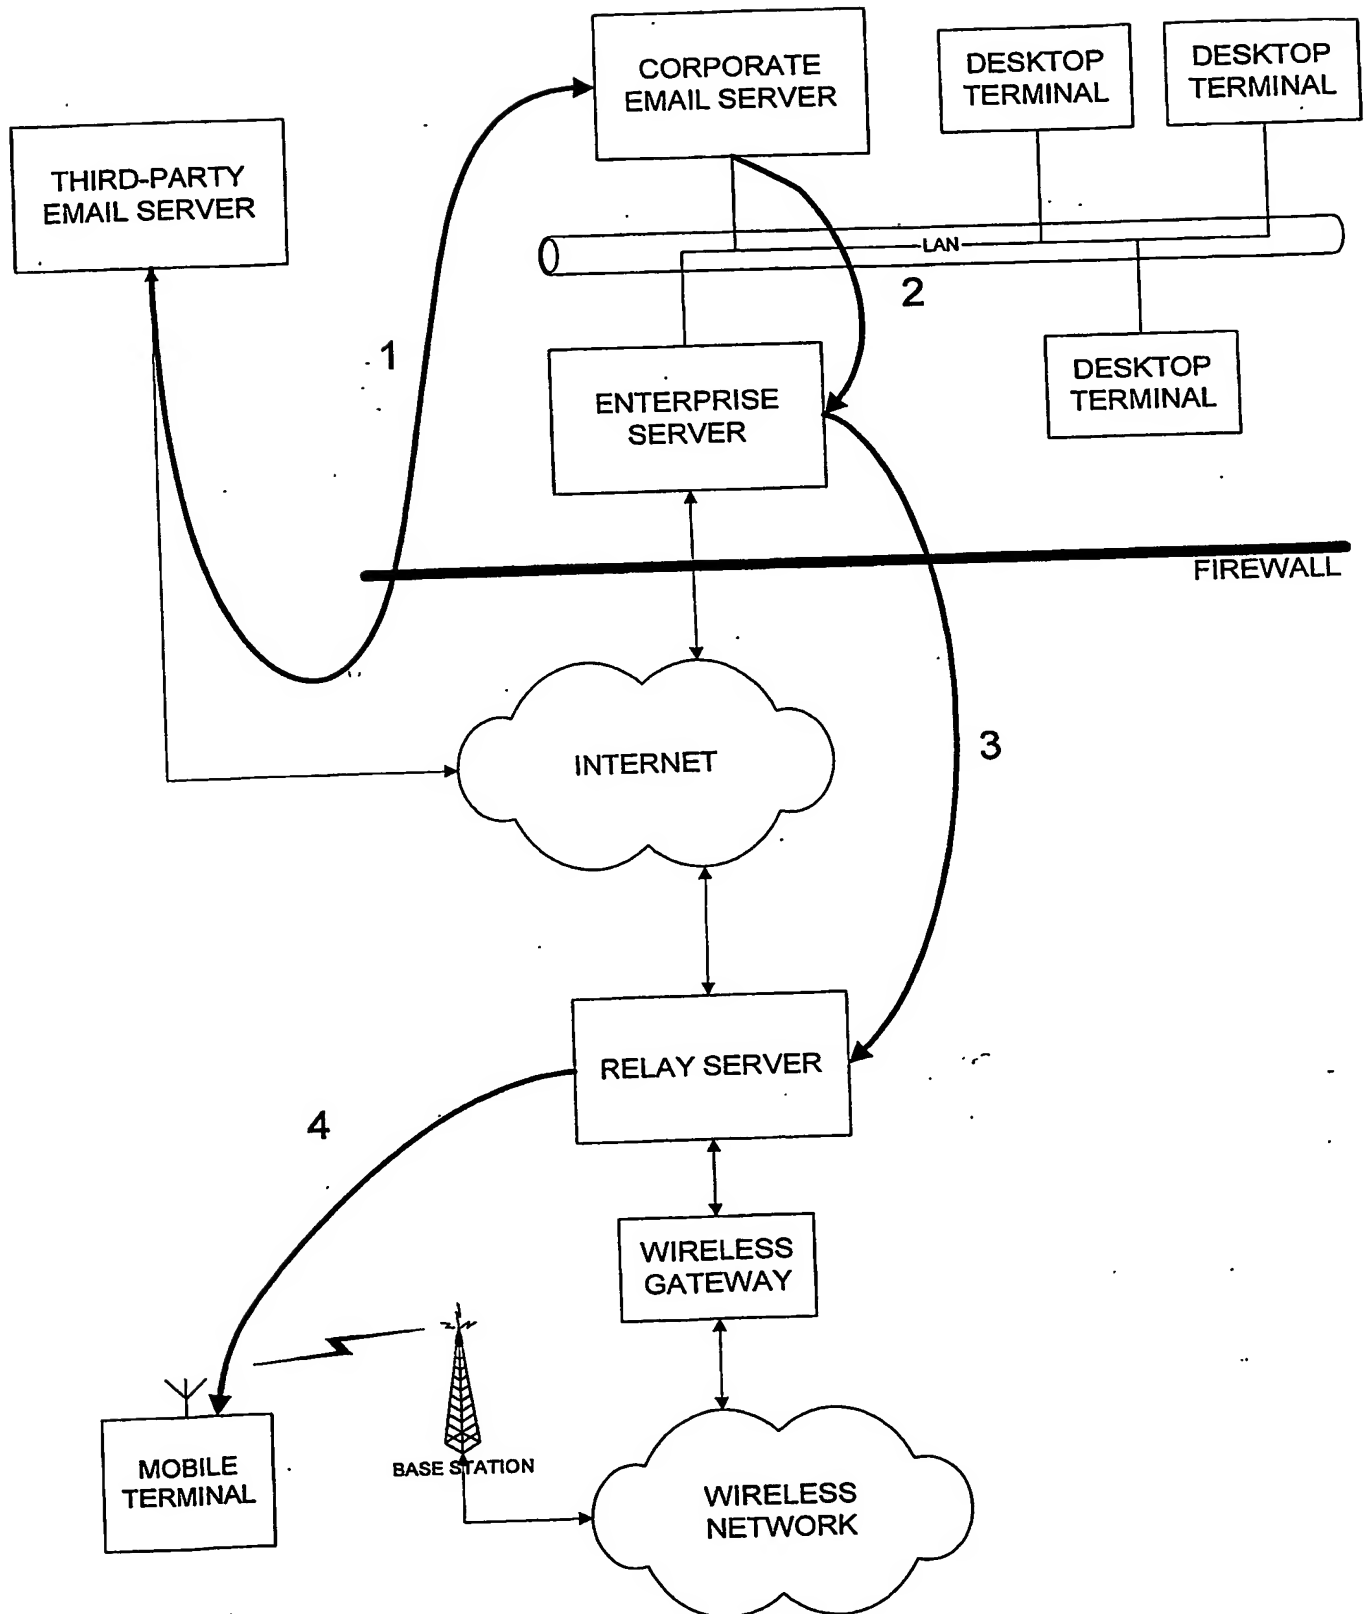 CORPORATE
EMAIL SERVER
DESKTOP
TERMINAL
DESKTOP
TERMINAL
THIRD-PARTY
EMAIL SERVER
LAN
2
1
DESKTOP
TERMINAL
ENTERPRISE
SERVER
FIREWALL
3
INTERNET
RELAY SERVER
4
WIRELESS
GATEWAY
BASE STATION
MOBILE
TERMINAL
WIRELESS
NETWORK